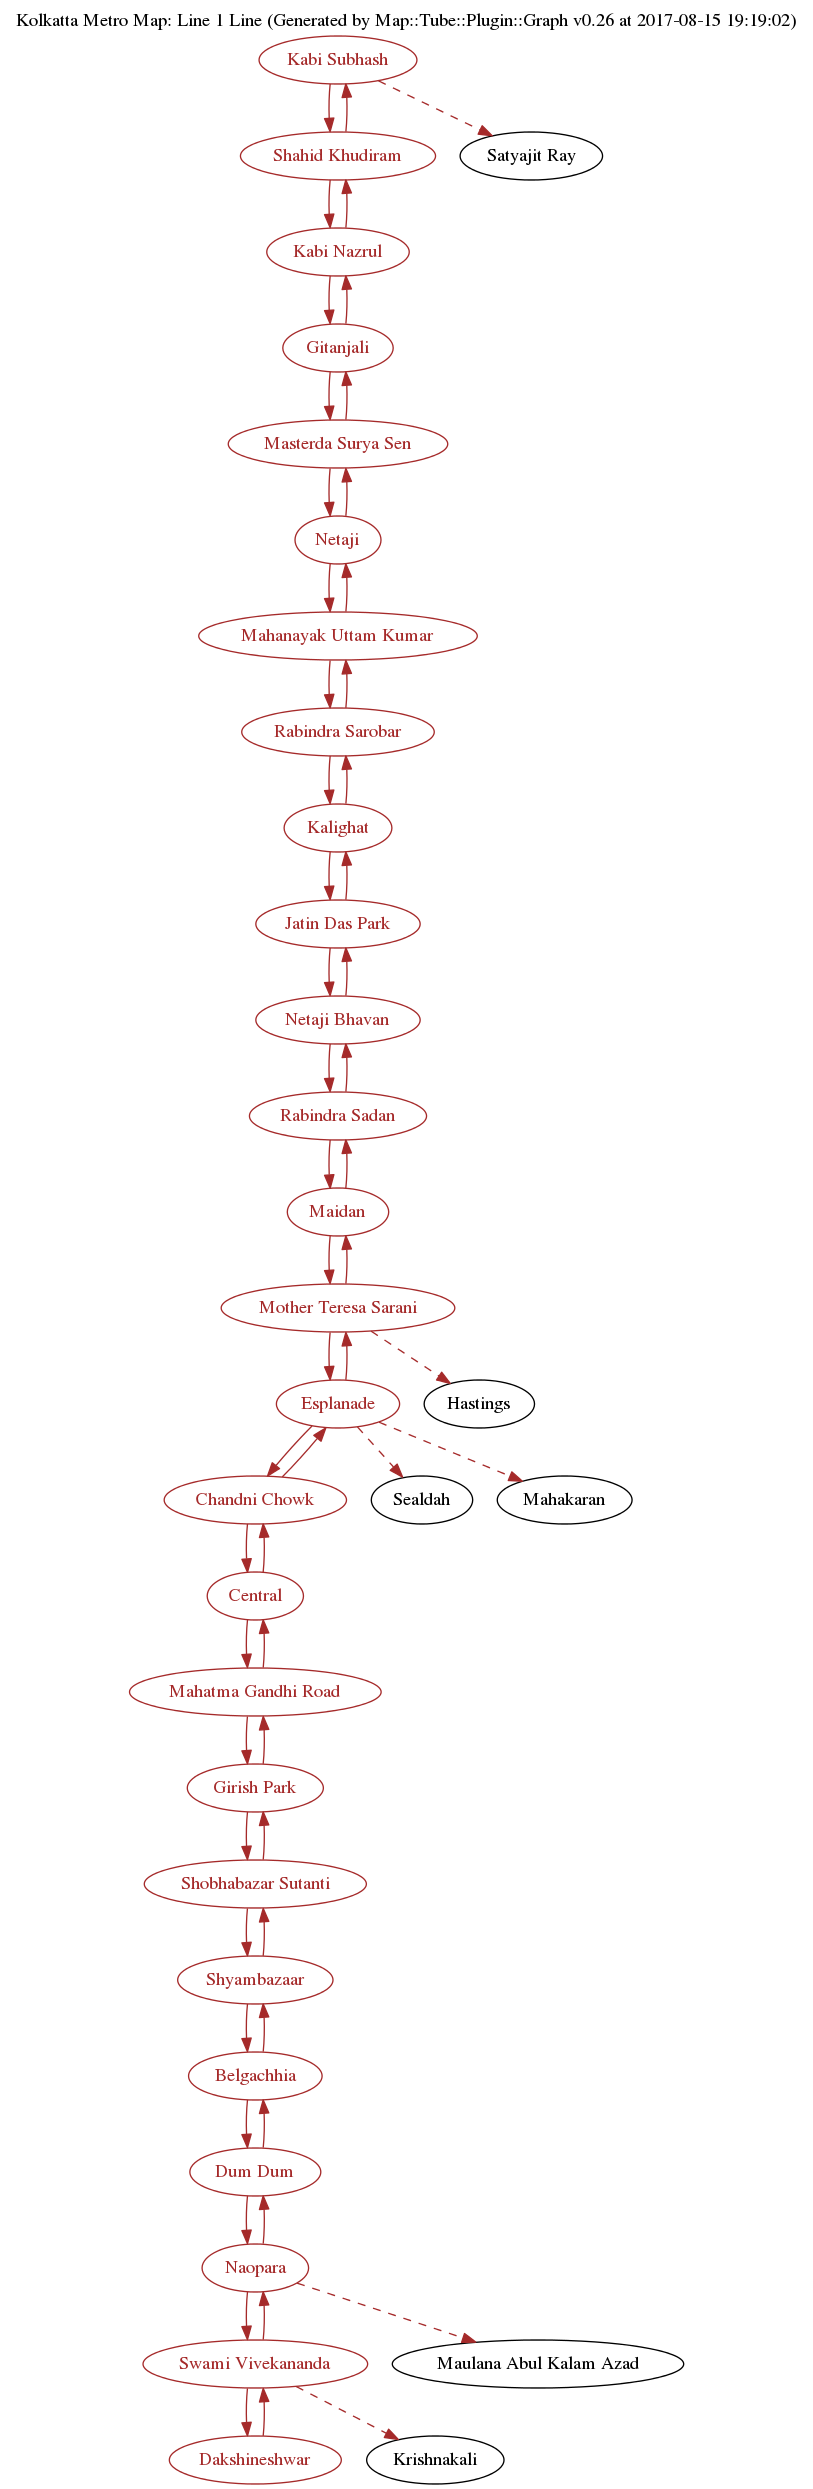 Kolkatta Metro Map: Line 1 Line (Generated by Map::Tube::Plugin::Graph v0.26 at 2017-08-15 19:19:02)
Kabi Subhash
Shahid Khudiram
Satyajit Ray
Kabi Nazrul
Gitanjali
Masterda Surya Sen
Netaji
Mahanayak Uttam Kumar
Rabindra Sarobar
Kalighat
Jatin Das Park
Netaji Bhavan
Rabindra Sadan
Maidan
Mother Teresa Sarani
Esplanade
Hastings
Chandni Chowk
Sealdah
Mahakaran
Central
Mahatma Gandhi Road
Girish Park
Shobhabazar Sutanti
Shyambazaar
Belgachhia
Dum Dum
Naopara
Swami Vivekananda
Maulana Abul Kalam Azad
Dakshineshwar
Krishnakali